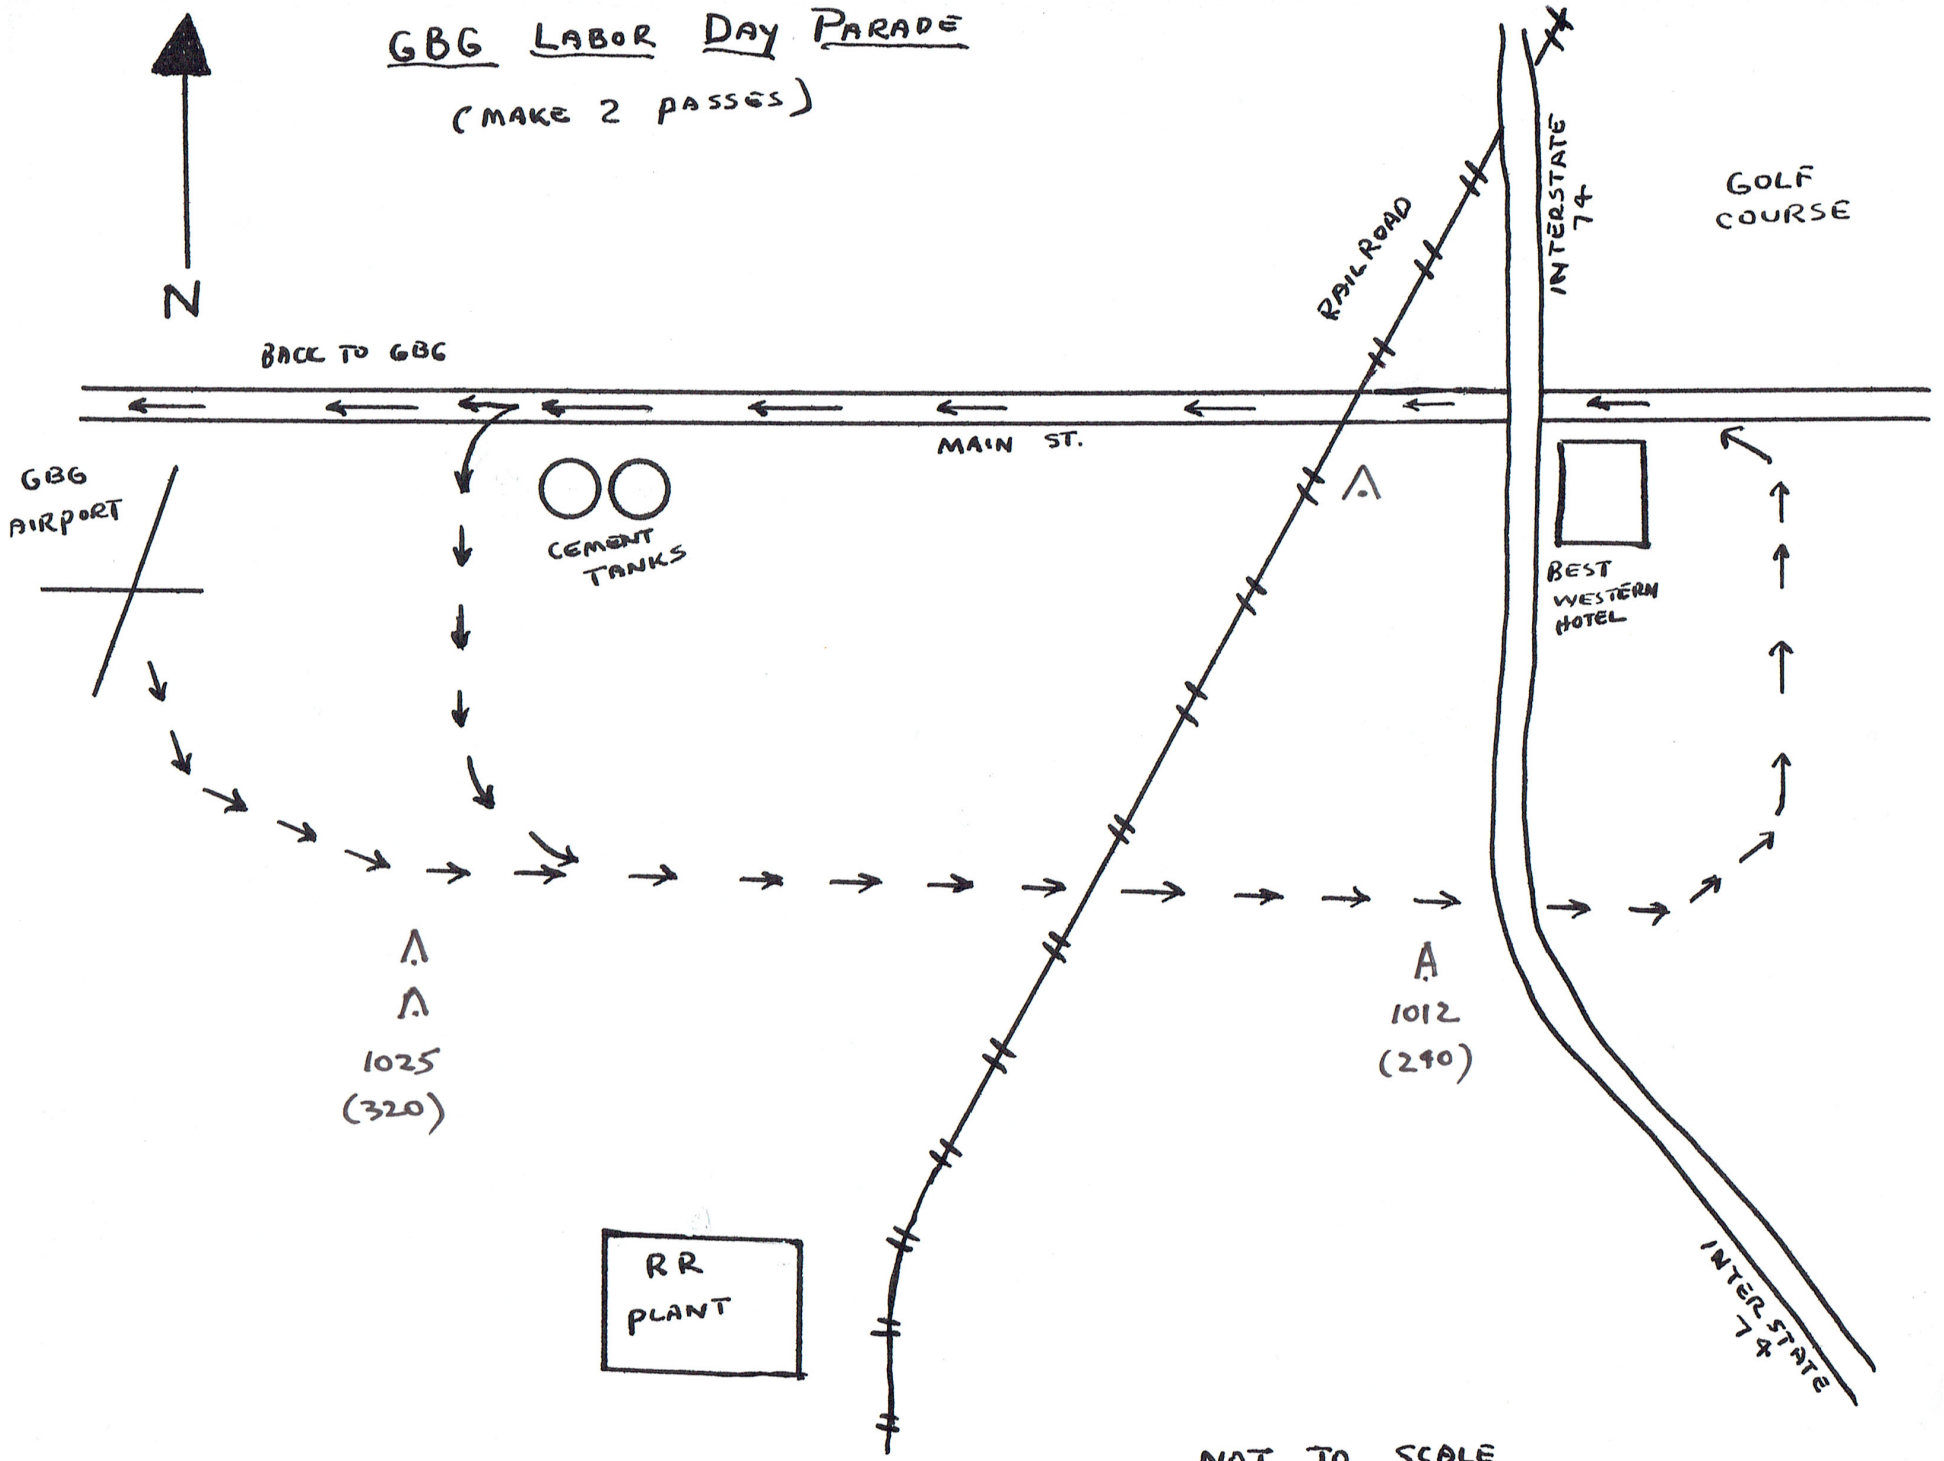 GBG LABOR DAY PARADE
(MAKE 2 PASSES)
N
INTERSTATE
74
GOLF
COURSE
RAILROAD
BACK TO GBG
MAIN ST.
GBG
AIRPORT
CEMENT
TANKS
BEST
WESTERN
HOTEL
1025
(320)
1012
(240)
RR
PLANT
INTERSTATE
74
NOT TO SCALE